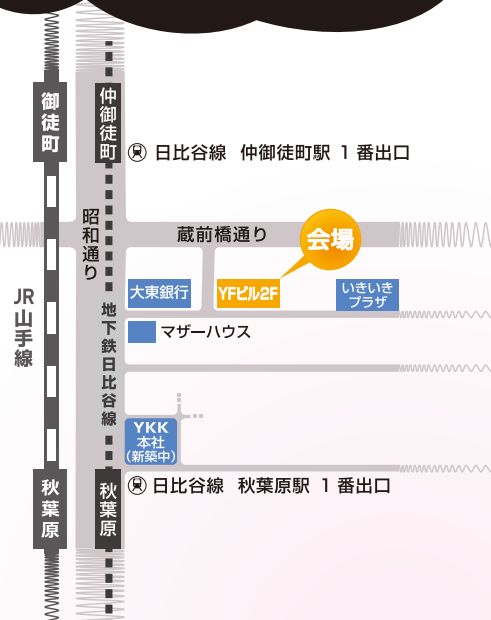 御徒町
仲御徒町
日比谷線 仲御徒町駅 1番出口
昭和通り
蔵前橋通り
会場
大東銀行
YFビル2F
いきいき
プラザ
JR
山手線
地下鉄日比谷線
マザーハウス
YKK
本社
(新築中)
秋葉原
秋葉原
日比谷線 秋葉原駅 1番出口